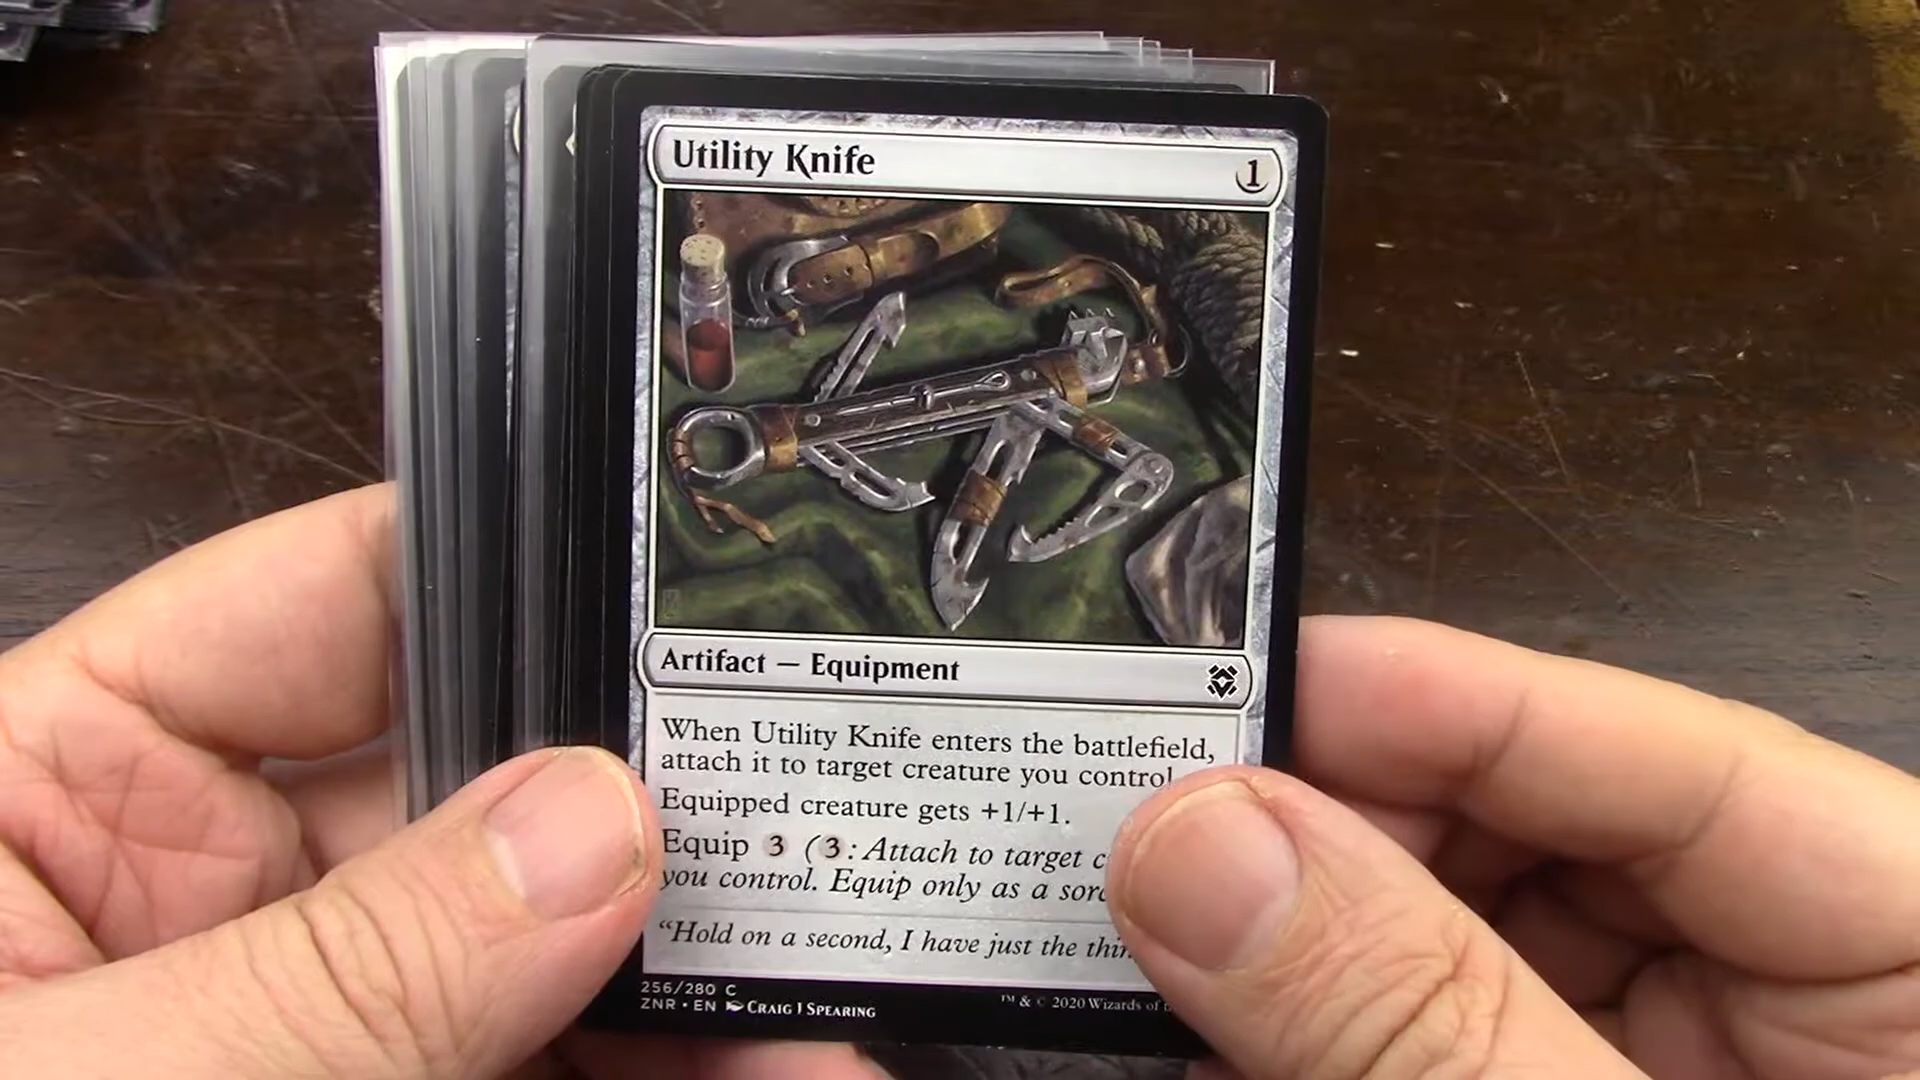 Utility Knife 1
Artifact — Equipment
When Utility Knife enters the battlefield,
attach it to target creature you control
Equipped creature gets +1/+1.
Equip 3 (3: Attach to target
you control. Equip only as a
"Hold on a second, I have just the
256/280 C
ZNR • EN Craig J Spearing
™ & © 2020 Wizards of